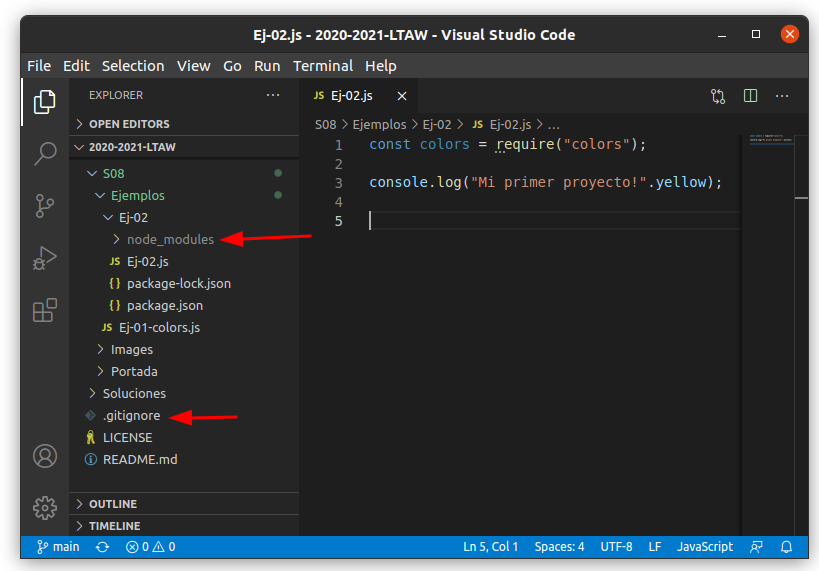 Ej-02.js - 2020-2021-LTAW - Visual Studio Code
File Edit Selection View Go Run Terminal Help
EXPLORER ...
OPEN EDITORS
2020-2021-LTAW
S08
Ejemplos
Ej-02
node_modules
JS Ej-02.js
{} package-lock.json
{} package.json
JS Ej-01-colors.js
Images
Portada
Soluciones
.gitignore
LICENSE
README.md
OUTLINE
TIMELINE
JS Ej-02.js
S08 > Ejemplos > Ej-02 > JS Ej-02.js > ...
1 const colors = require("colors");
2
3 console.log("Mi primer proyecto!".yellow);
4
5
main 0 0 Ln 5, Col 1 Spaces: 4 UTF-8 LF JavaScript